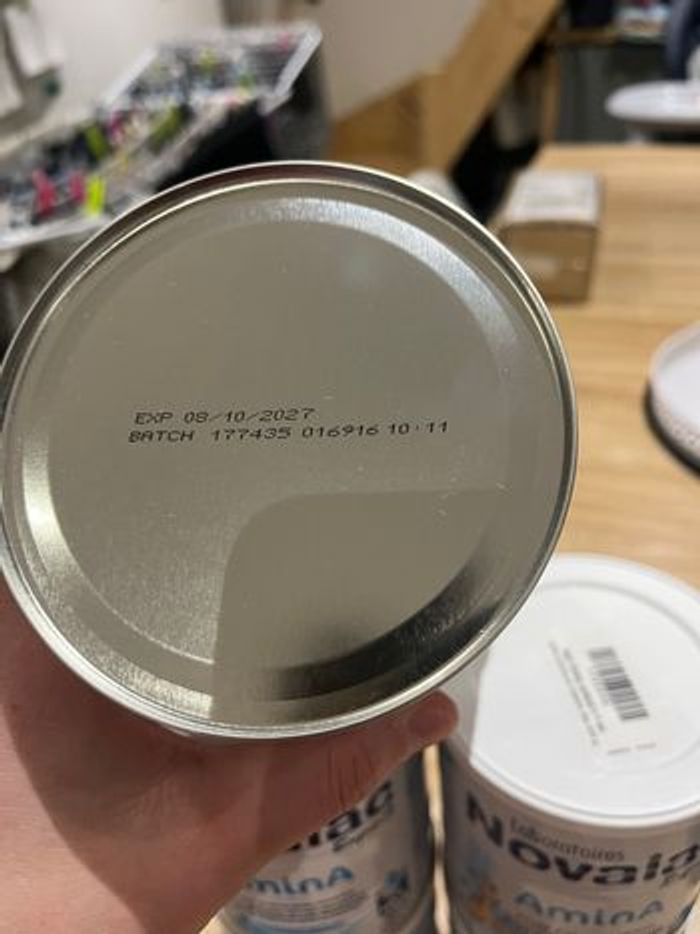 EXP 08/10/2027
BATCH 177435 016916 10:11
Laboratoires
Novalac
AminA